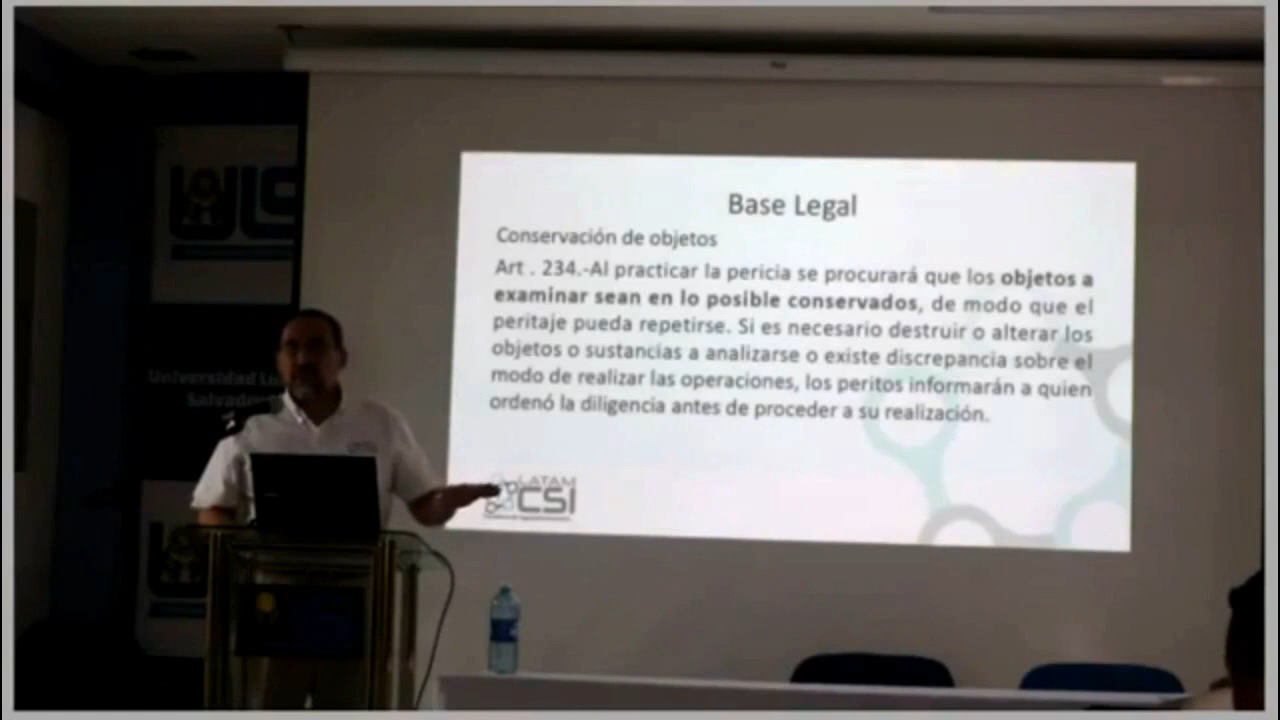 Base Legal
Conservación de objetos
Art . 234.-Al practicar la pericia se procurará que los objetos a
examinar sean en lo posible conservados, de modo que el
peritaje pueda repetirse. Si es necesario destruir o alterar los
objetos o sustancias a analizarse o existe discrepancia sobre el
modo de realizar las operaciones, los peritos informarán a quien
ordenó la diligencia antes de proceder a su realización.
LATAM
CSI
Universidad Lu
Salvador